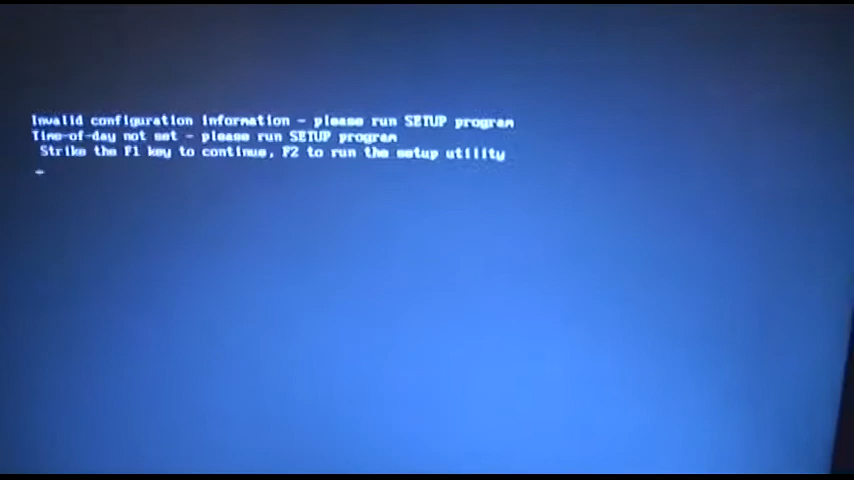 Invalid configuration information - please run SETUP program
Time-of-day not set - please run SETUP program
Strike the F1 key to continue, F2 to run the setup utility